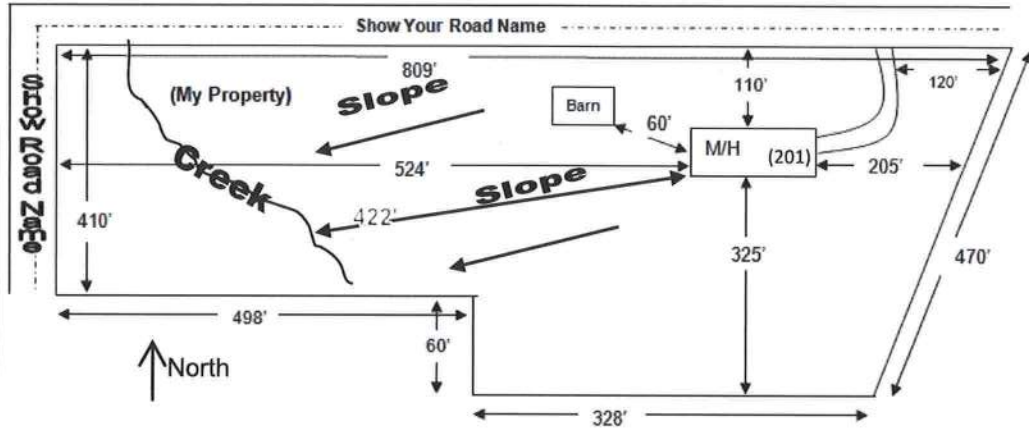 Show Your Road Name
809'
(My Property)
Slope
110'
120'
Barn
60'
M/H
(201)
Show Road Name
Creek
524'
Slope
205'
410'
422'
325'
470'
498'
60'
North
328'